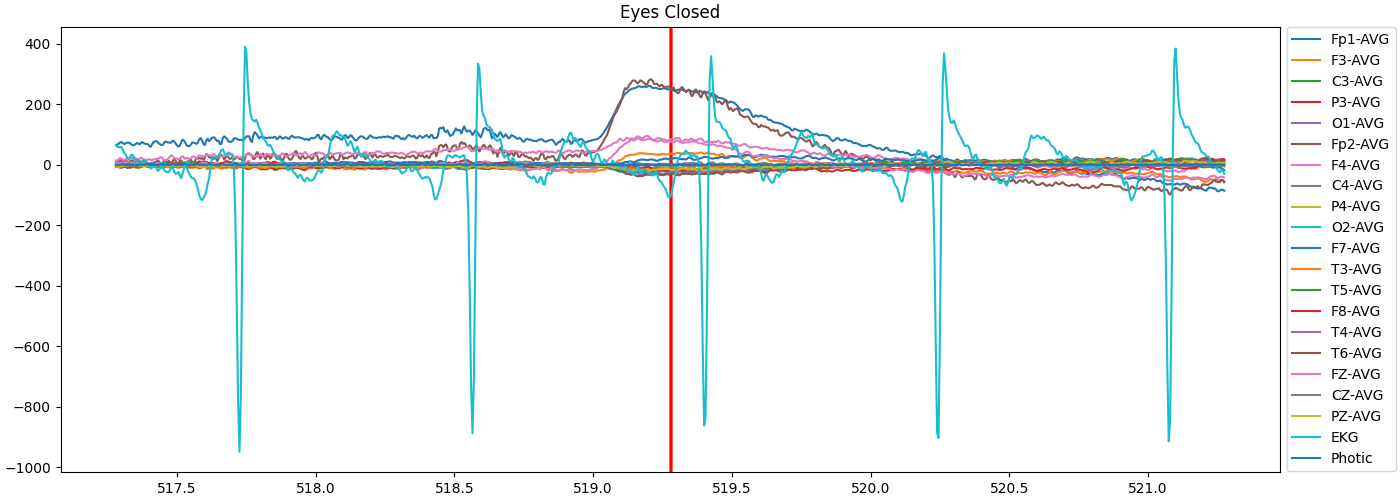 Eyes Closed
400
200
0
−200
−400
−600
−800
−1000
517.5 518.0 518.5 519.0 519.5 520.0 520.5 521.0
Fp1-AVG
F3-AVG
C3-AVG
P3-AVG
O1-AVG
Fp2-AVG
F4-AVG
C4-AVG
P4-AVG
O2-AVG
F7-AVG
T3-AVG
T5-AVG
F8-AVG
T4-AVG
T6-AVG
FZ-AVG
CZ-AVG
PZ-AVG
EKG
Photic